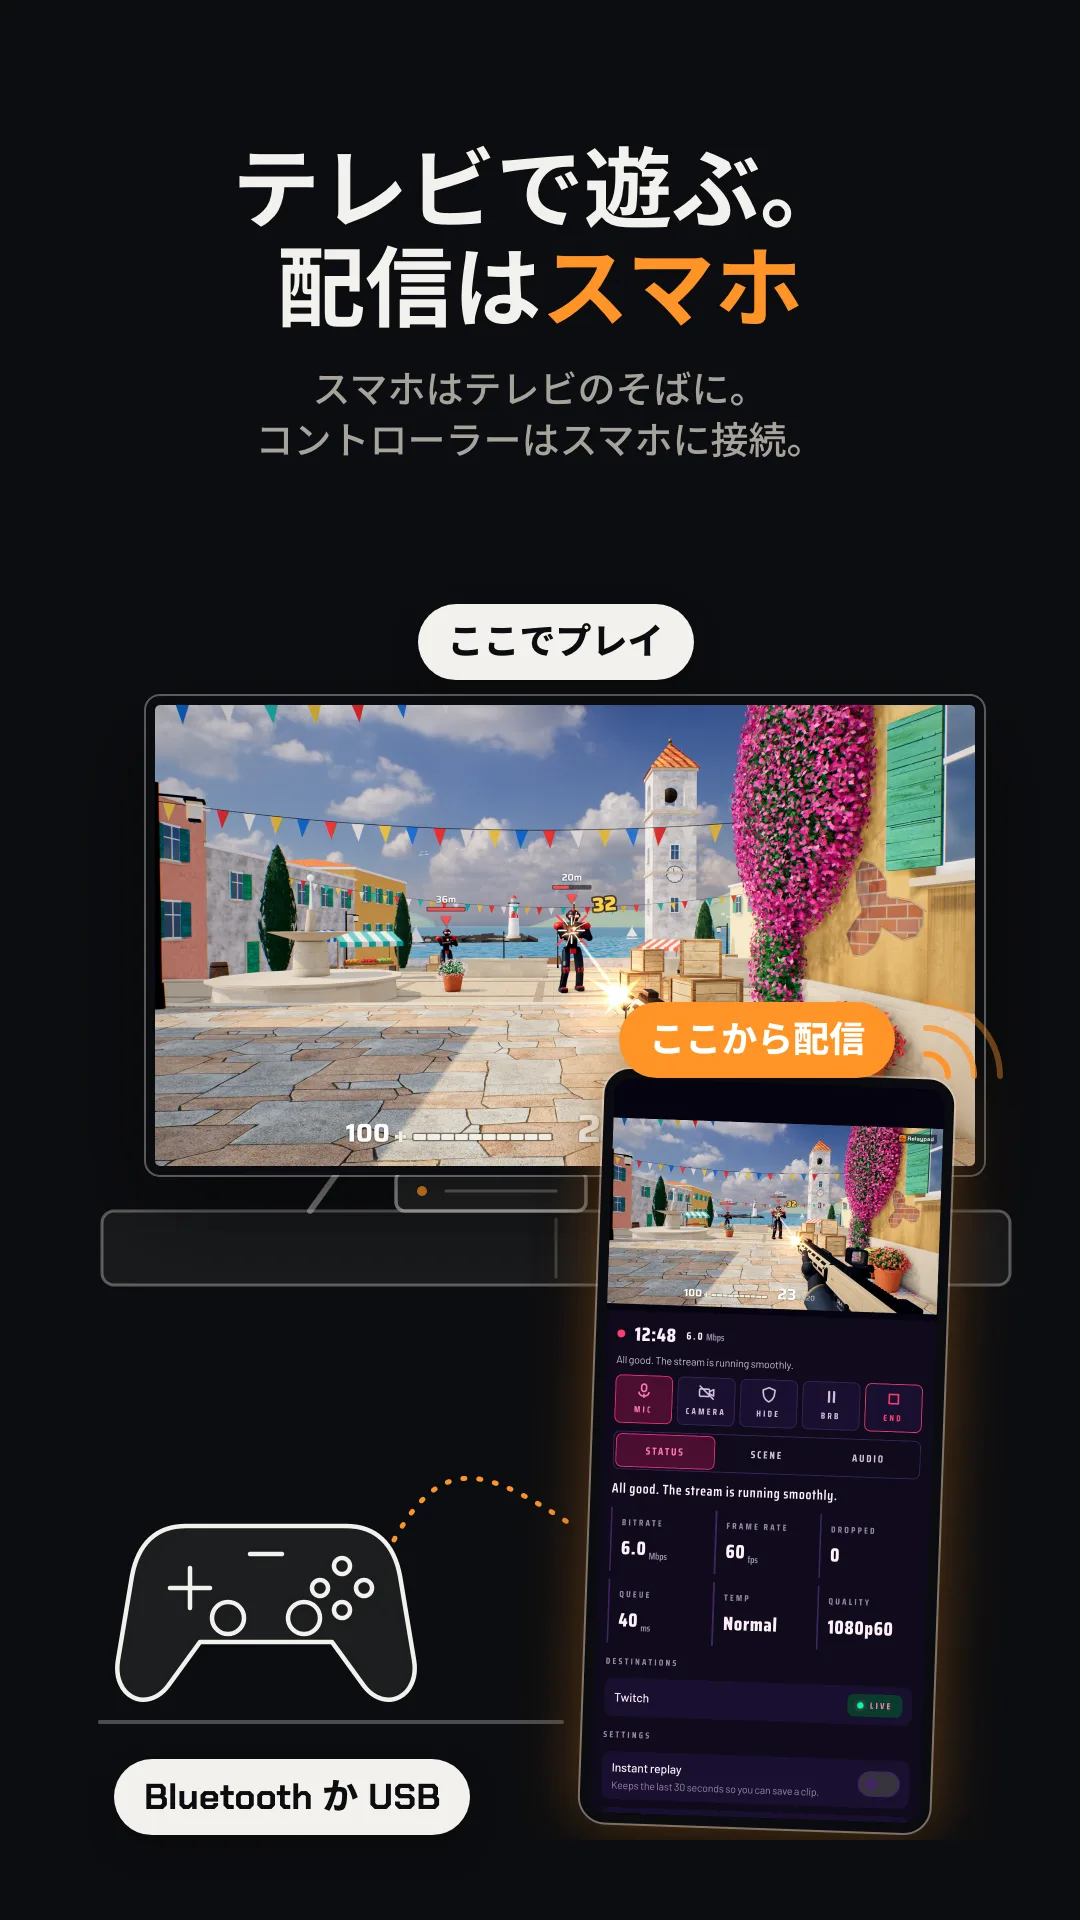 テレビで遊ぶ。
配信はスマホ
スマホはテレビのそばに。
コントローラーはスマホに接続。
ここでプレイ
20m
36m
32
ここから配信
100
2
Relaypad
32
100
23
20
12:48 6.0 Mbps
All good. The stream is running smoothly.
MIC
CAMERA
HIDE
BRB
END
STATUS
SCENE
AUDIO
All good. The stream is running smoothly.
BITRATE
FRAME RATE
DROPPED
6.0 Mbps
60 fps
0
QUEUE
TEMP
QUALITY
40 ms
Normal
1080p60
DESTINATIONS
Twitch
LIVE
SETTINGS
Instant replay
Keeps the last 30 seconds so you can save a clip.
Bluetooth か USB